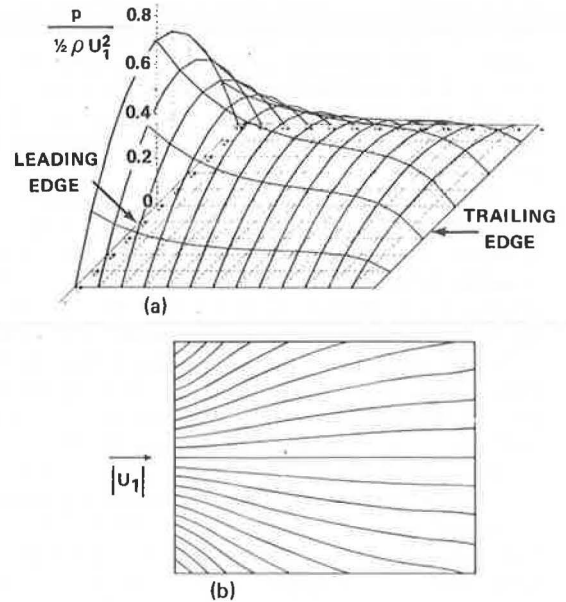 p
½ ρ U₁²
0.8
0.6
0.4
0.2
0
LEADING
EDGE
TRAILING
EDGE
(a)
|U₁|
(b)